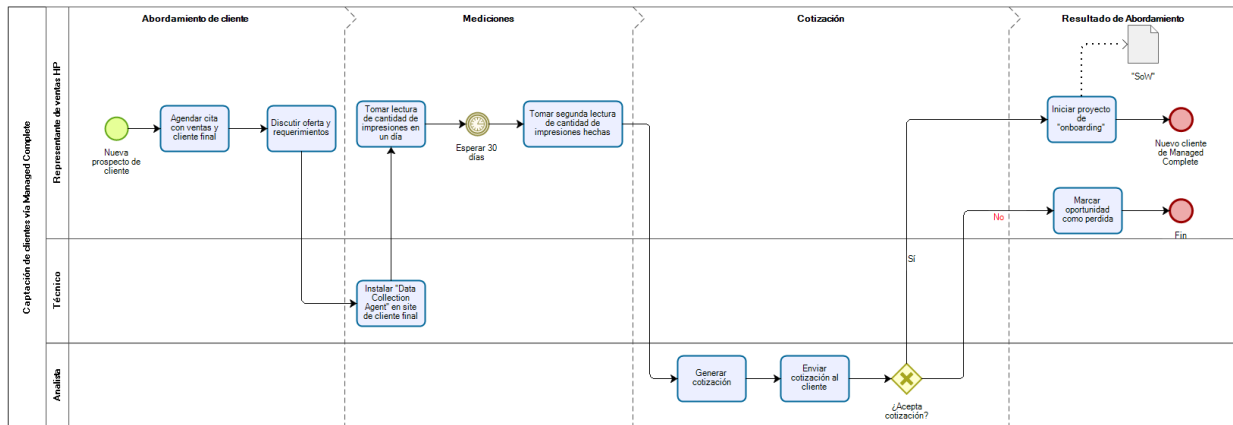 Abordamiento de cliente
Mediciones
Cotización
Resultado de Abordamiento
Captación de clientes vía Managed Complete
Representante de ventas HP
Nueva
prospecto de
cliente
Agendar cita
con ventas y
cliente final
Discutir oferta y
requerimientos
Tomar lectura
de cantidad de
impresiones en
un día
Esperar 30
días
Tomar segunda lectura
de cantidad de
impresiones hechas
"SoW"
Iniciar proyecto
de
"onboarding"
Nuevo cliente
de Managed
Complete
Marcar
oportunidad
como perdida
No
Fin
Técnico
Instalar "Data
Collection
Agent" en site
de cliente final
Sí
Analista
Generar
cotización
Enviar
cotización al
cliente
¿Acepta
cotización?